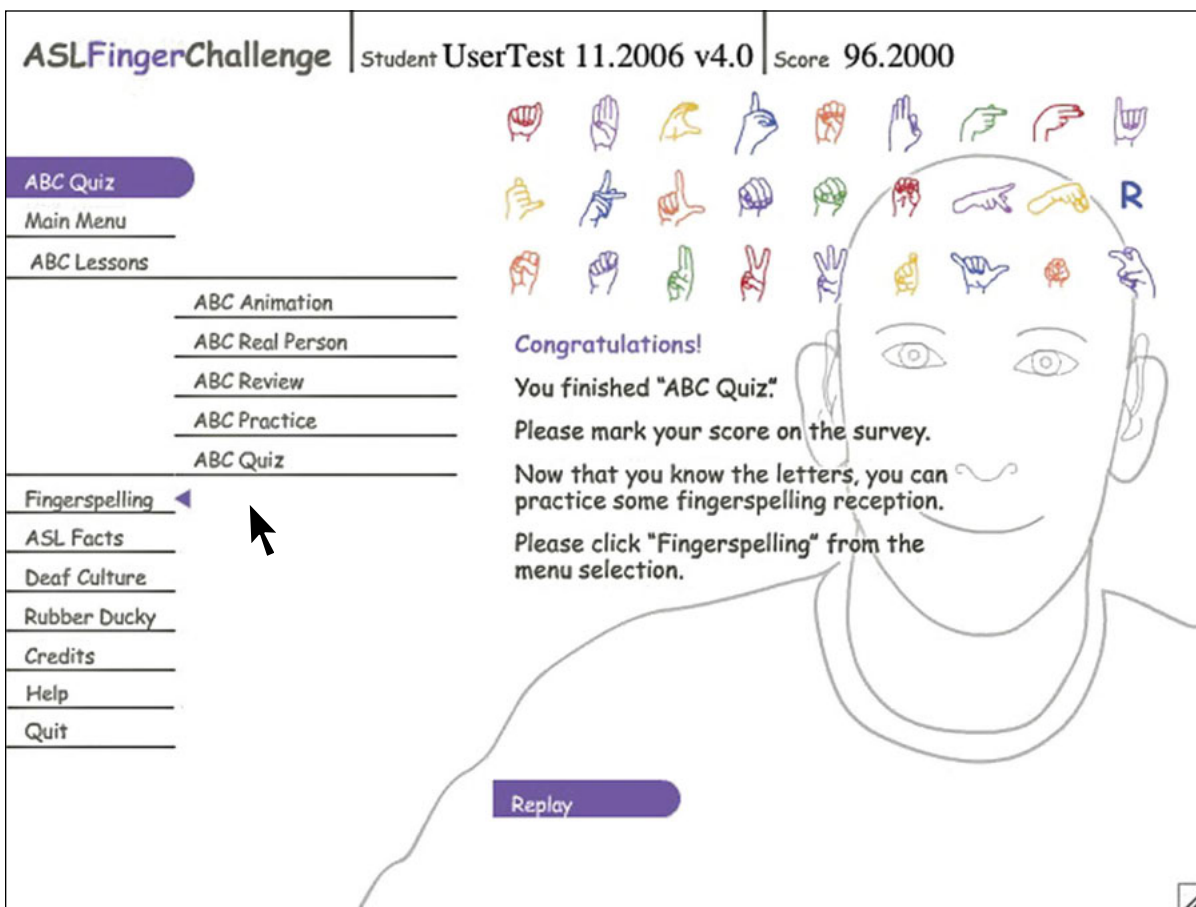 ASLFingerChallenge
Student UserTest 11.2006 v4.0
Score 96.2000
R
ABC Quiz
Main Menu
ABC Lessons
ABC Animation
ABC Real Person
ABC Review
ABC Practice
ABC Quiz
Fingerspelling
ASL Facts
Deaf Culture
Rubber Ducky
Credits
Help
Quit
Congratulations!
You finished "ABC Quiz".
Please mark your score on the survey.
Now that you know the letters, you can
practice some fingerspelling reception.
Please click "Fingerspelling" from the
menu selection.
Replay